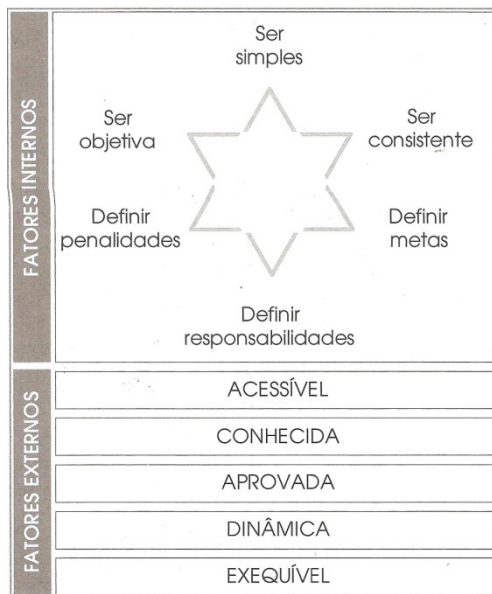 FATORES INTERNOS
Ser
simples
Ser
objetiva
Ser
consistente
Definir
penalidades
Definir
metas
Definir
responsabilidades
FATORES EXTERNOS
ACESSÍVEL
CONHECIDA
APROVADA
DINÂMICA
EXEQUÍVEL